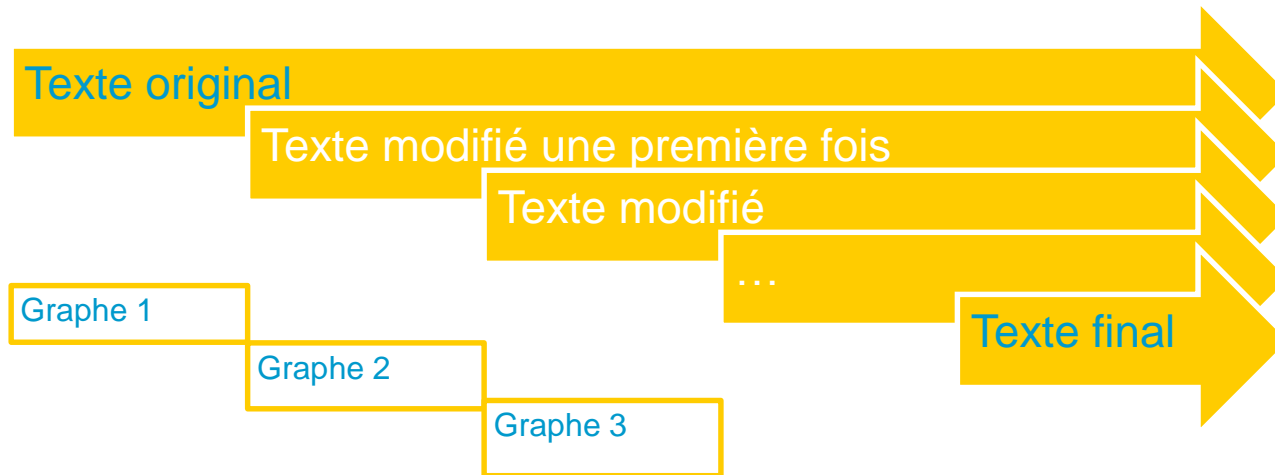 Texte original
Texte modifié une première fois
Texte modifié
…
Texte final
Graphe 1
Graphe 2
Graphe 3